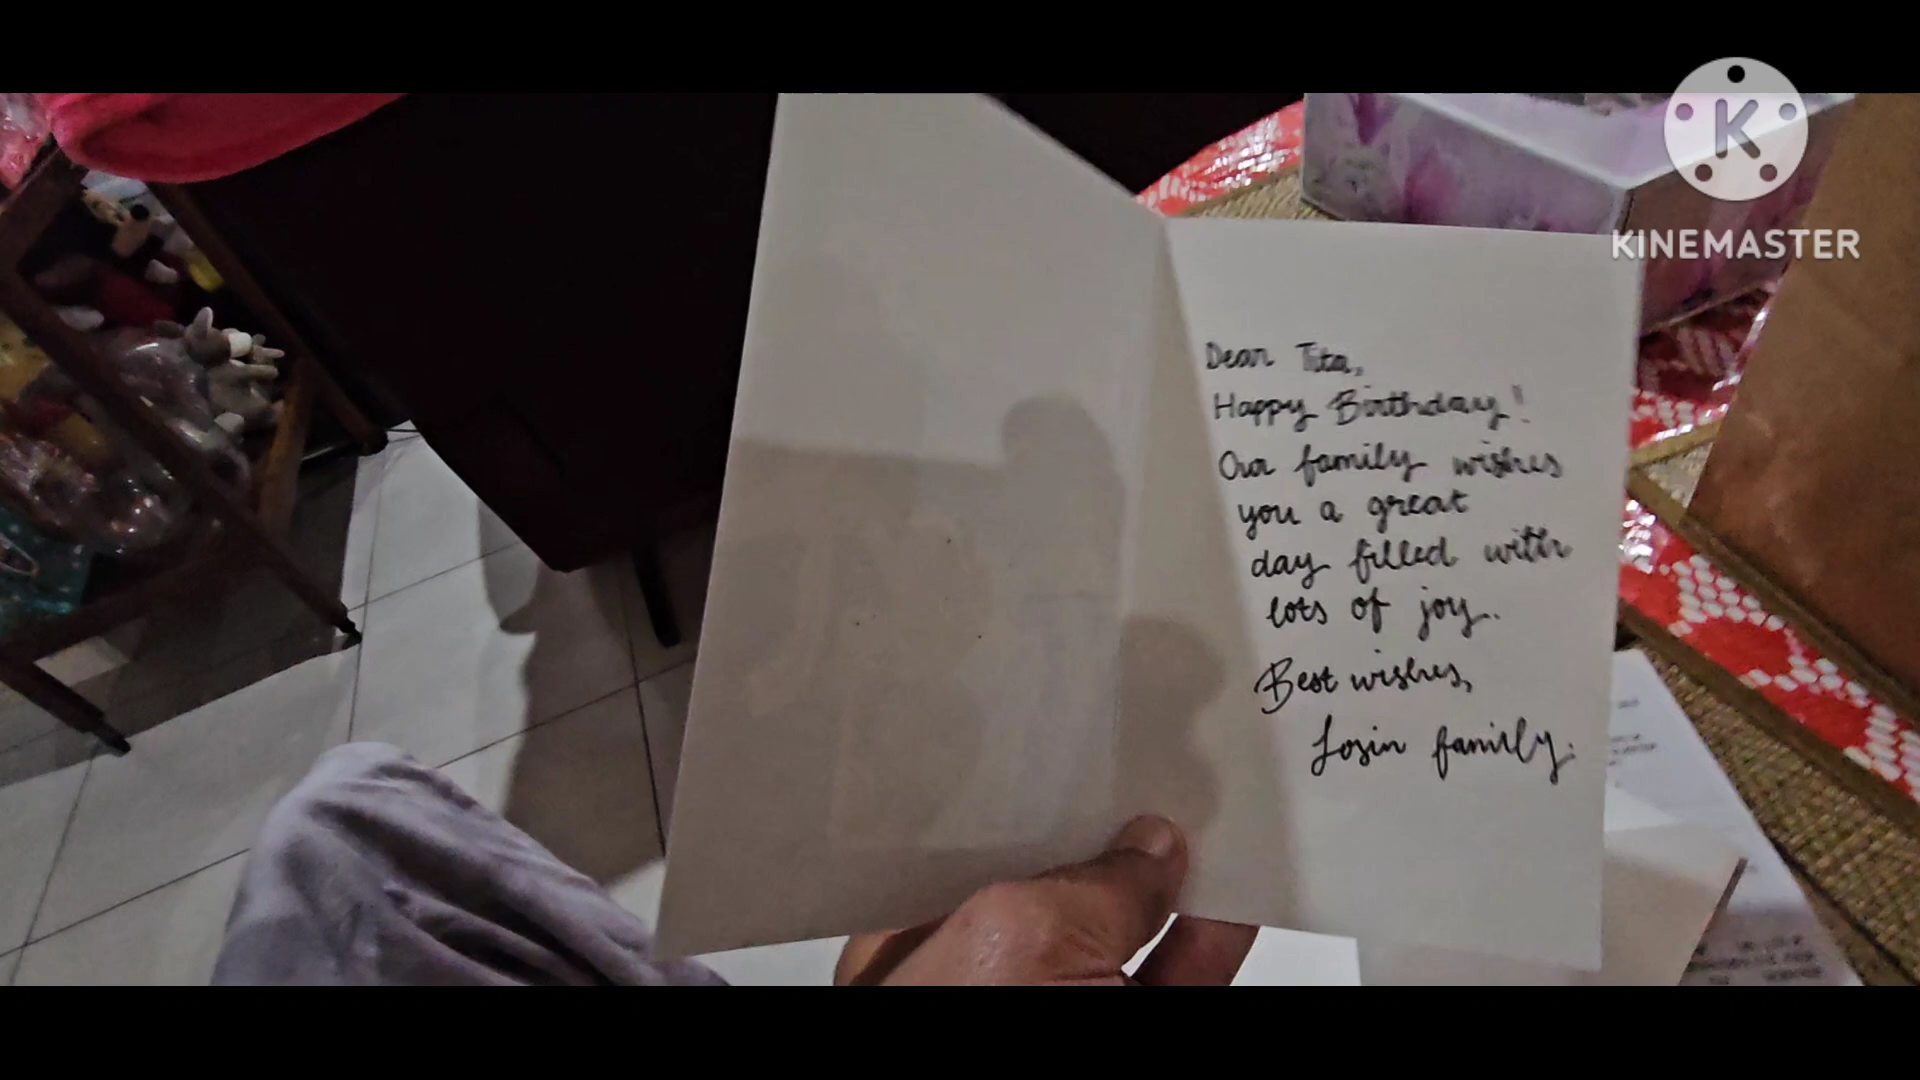 KINEMASTER
Dear Tita,
Happy Birthday!
Our family wishes
you a great
day filled with
lots of joy.
Best wishes,
Losin family.